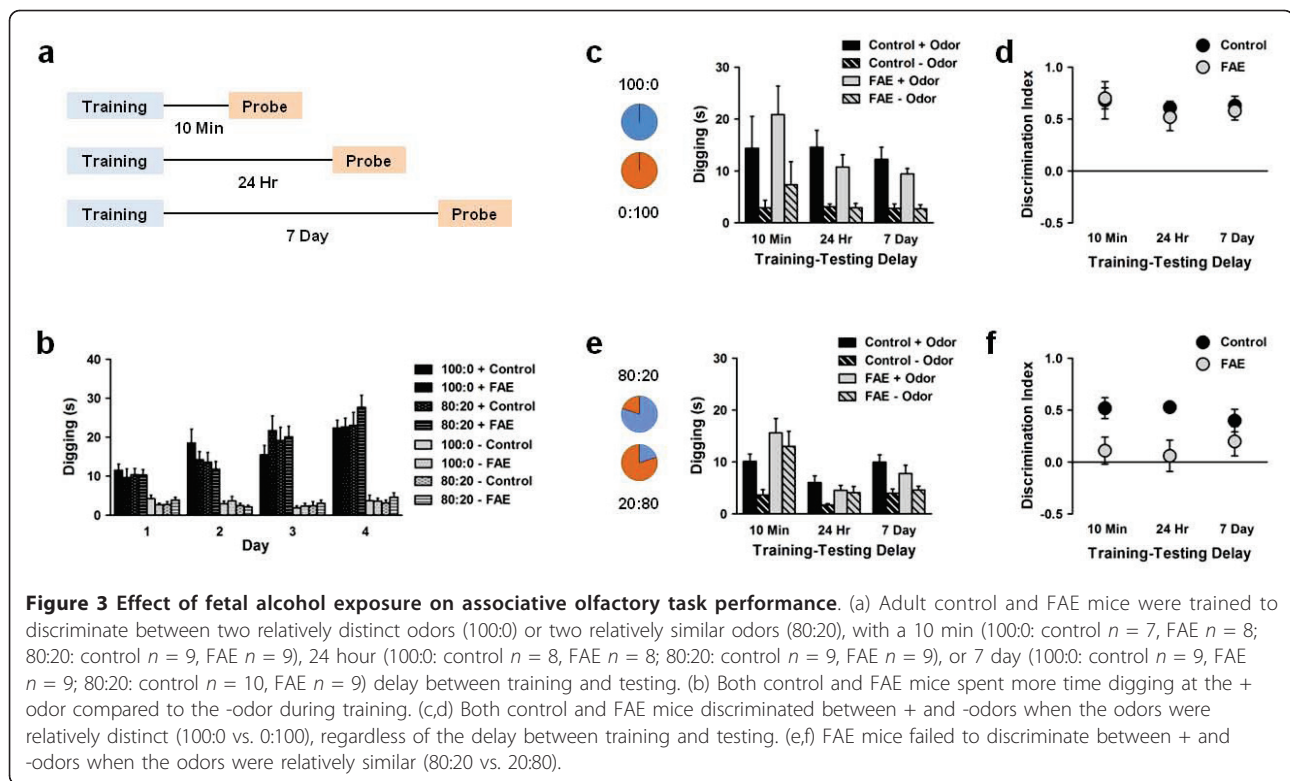 a
Training
Probe
10 Min
Training
Probe
24 Hr
Training
Probe
7 Day
b
Digging (s)
40
30
20
10
0
1 2 3 4
Day
100:0 + Control
100:0 + FAE
80:20 + Control
80:20 + FAE
100:0 - Control
100:0 - FAE
80:20 - Control
80:20 - FAE
c
100:0
0:100
Control + Odor
Control - Odor
FAE + Odor
FAE - Odor
Digging (s)
30
20
10
0
10 Min 24 Hr 7 Day
Training-Testing Delay
d
Control
FAE
Discrimination Index
1.0
0.5
0.0
-0.5
10 Min 24 Hr 7 Day
Training-Testing Delay
e
80:20
20:80
Control + Odor
Control - Odor
FAE + Odor
FAE - Odor
Digging (s)
30
20
10
0
10 Min 24 Hr 7 Day
Training-Testing Delay
f
Control
FAE
Discrimination Index
1.0
0.5
0.0
-0.5
10 Min 24 Hr 7 Day
Training-Testing Delay
Figure 3 Effect of fetal alcohol exposure on associative olfactory task performance. (a) Adult control and FAE mice were trained to
discriminate between two relatively distinct odors (100:0) or two relatively similar odors (80:20), with a 10 min (100:0: control n = 7, FAE n = 8;
80:20: control n = 9, FAE n = 9), 24 hour (100:0: control n = 8, FAE n = 8; 80:20: control n = 9, FAE n = 9), or 7 day (100:0: control n = 9, FAE
n = 9; 80:20: control n = 10, FAE n = 9) delay between training and testing. (b) Both control and FAE mice spent more time digging at the +
odor compared to the -odor during training. (c,d) Both control and FAE mice discriminated between + and -odors when the odors were
relatively distinct (100:0 vs. 0:100), regardless of the delay between training and testing. (e,f) FAE mice failed to discriminate between + and
-odors when the odors were relatively similar (80:20 vs. 20:80).